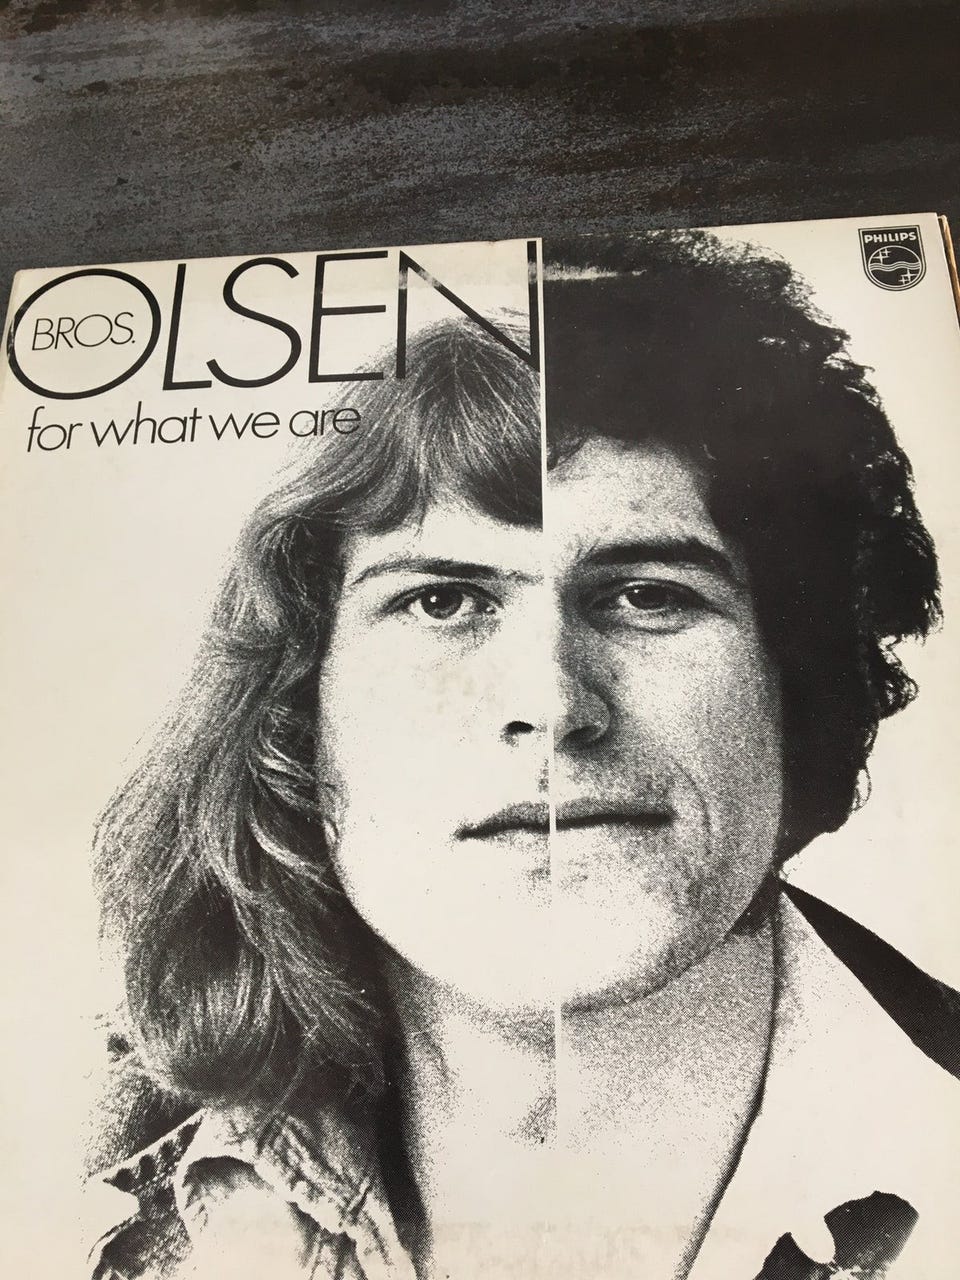 BROS.
OLSEN
for what we are
PHILIPS